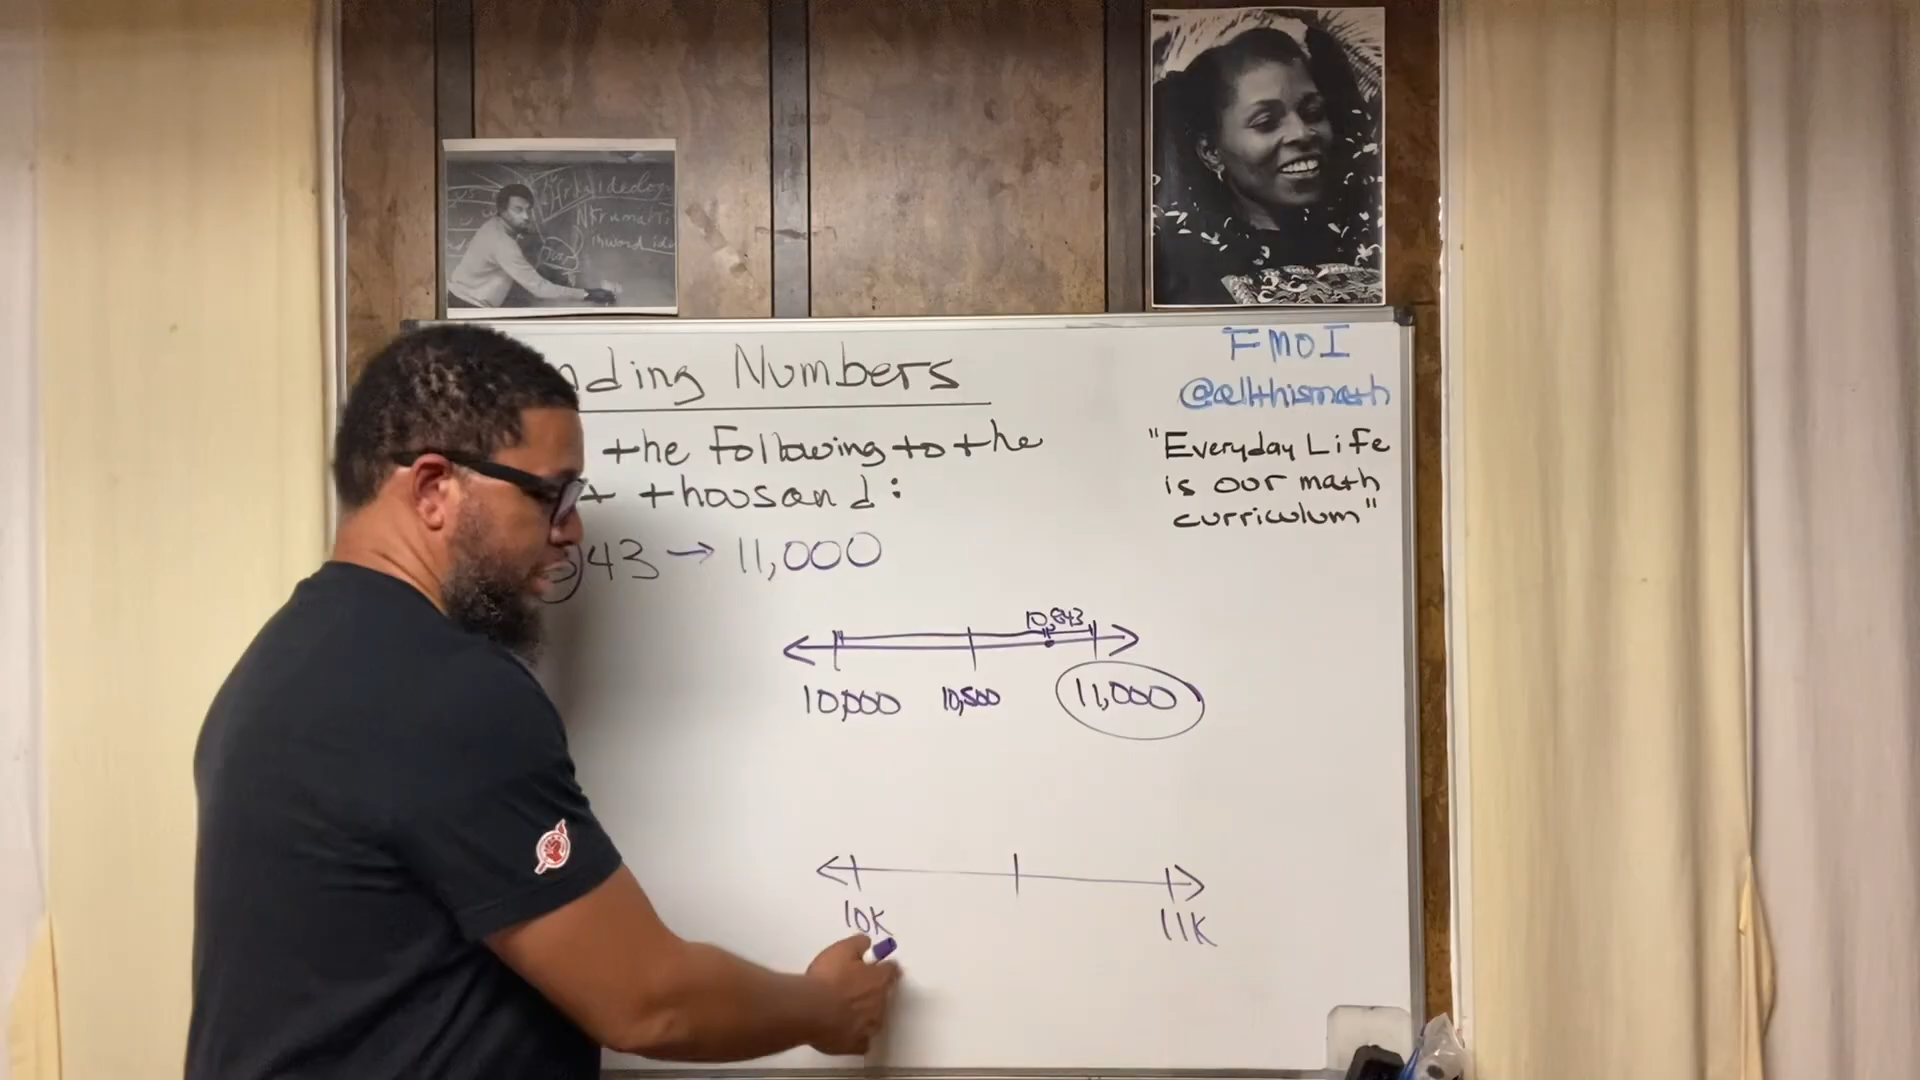 Numbers
the Following to the
thousand:
43 → 11,000
10,843
10,000 10,500 11,000
10K 11K
FMOI
@allthismath
"Everyday Life
is our math
curriculum"
ideology